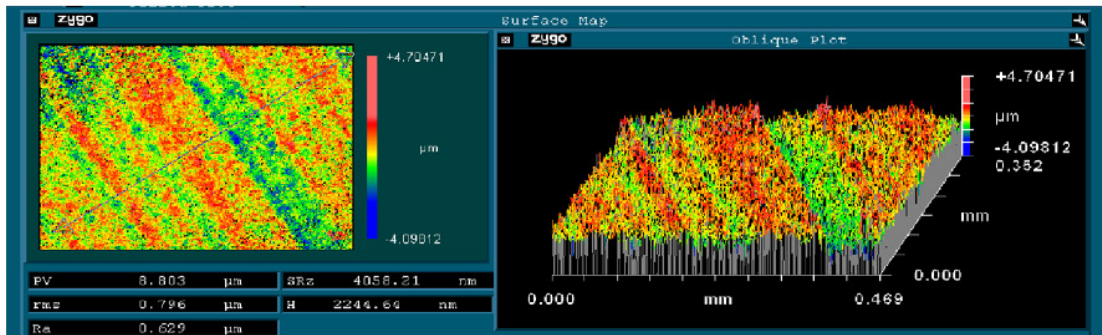 zygo Surface Map
+4.70471
µm
-4.09812
PV 8.803 µm
rms 0.796 µm
Ra 0.629 µm
SRz 4058.21 nm
H 2244.64 nm
zygo Oblique Plot
+4.70471
µm
-4.09812
0.352
mm
0.000
0.000 mm 0.469